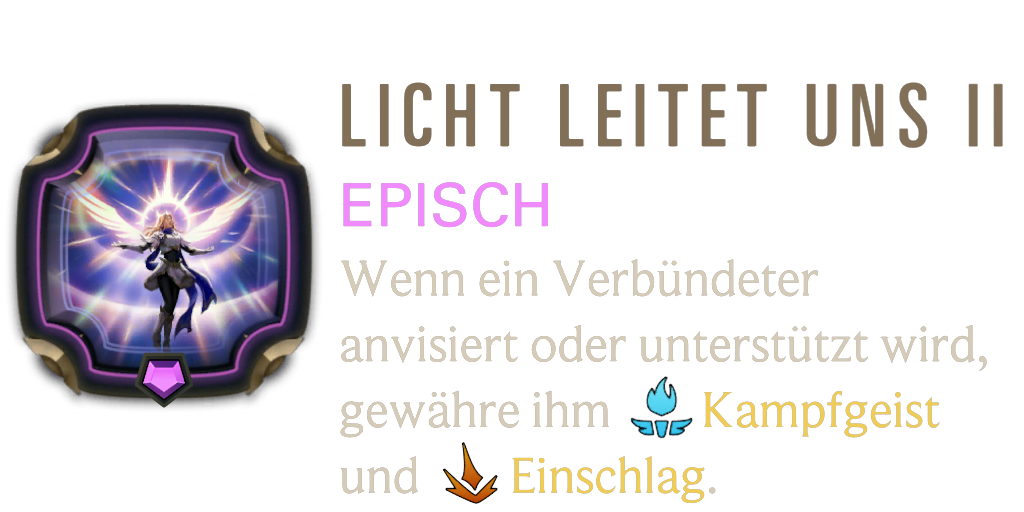 LICHT LEITET UNS II
EPISCH
Wenn ein Verbündeter
anvisiert oder unterstützt wird,
gewähre ihm Kampfgeist
und Einschlag.